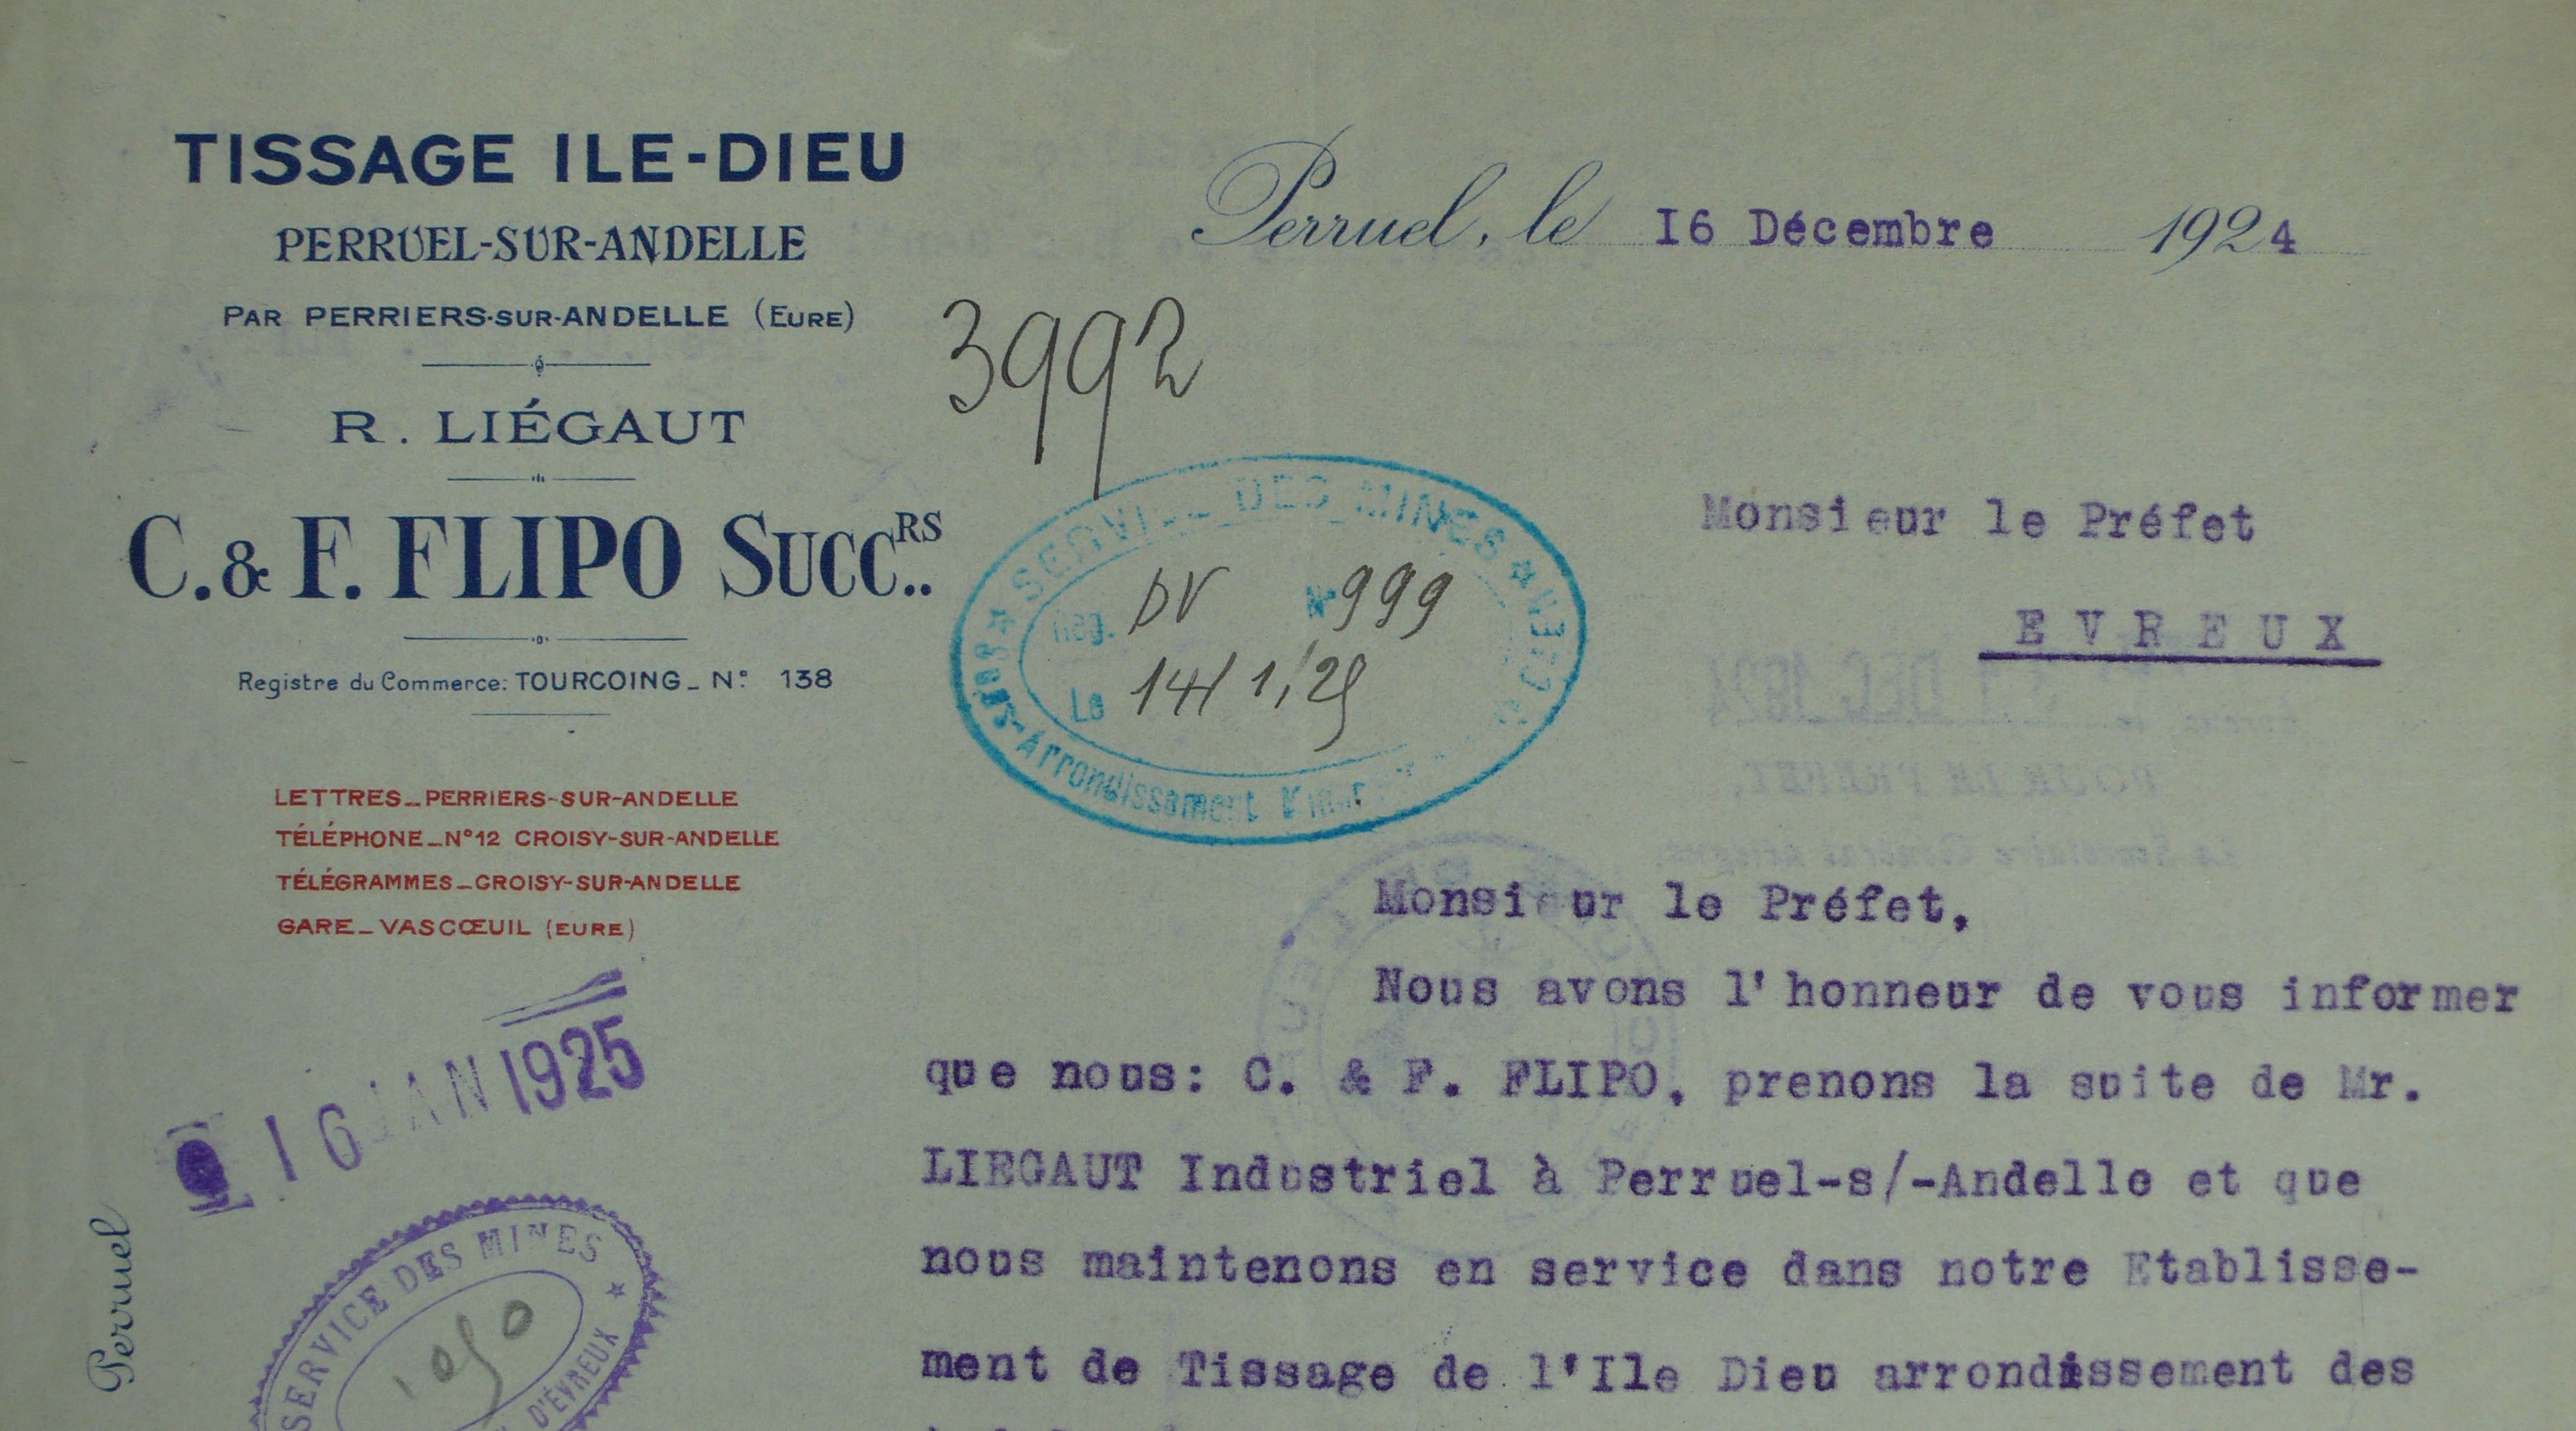 TISSAGE ILE-DIEU
PERRUEL-SUR-ANDELLE
PAR PERRIERS-SUR-ANDELLE (EURE)
R. LIÉGAUT
C. & F. FLIPO SUCC.RS
Registre du Commerce: TOURCOING_ N° 138
LETTRES_PERRIERS-SUR-ANDELLE
TÉLÉPHONE_N°12 CROISY-SUR-ANDELLE
TÉLÉGRAMMES_CROISY-SUR-ANDELLE
GARE_VASCŒUIL (EURE)
16 JAN 1925
SERVICE DES MINES
D'ÉVREUX
Perruel
Perruel, le 16 Décembre 1924
3992
SERVICE DES MINES
Reg. DV N° 999
Le 14/1/25
Sous-Arrondissement
Monsieur le Préfet
EVREUX
Monsieur le Préfet,
Nous avons l'honneur de vous informer
que nous: C. & F. FLIPO, prenons la suite de Mr.
LIEGAUT Industriel à Perruel-s/-Andelle et que
nous maintenons en service dans notre Etablisse-
ment de Tissage de l'Ile Dieu arrondissement des